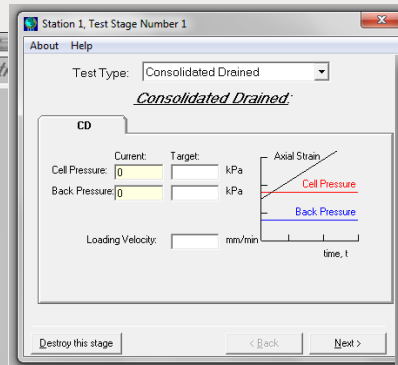 Station 1, Test Stage Number 1
About Help
Test Type: Consolidated Drained
Consolidated Drained:
CD
Current: Target:
Cell Pressure: 0 kPa
Back Pressure: 0 kPa
Loading Velocity: mm/min
Axial Strain
Cell Pressure
Back Pressure
time, t
Destroy this stage < Back Next >